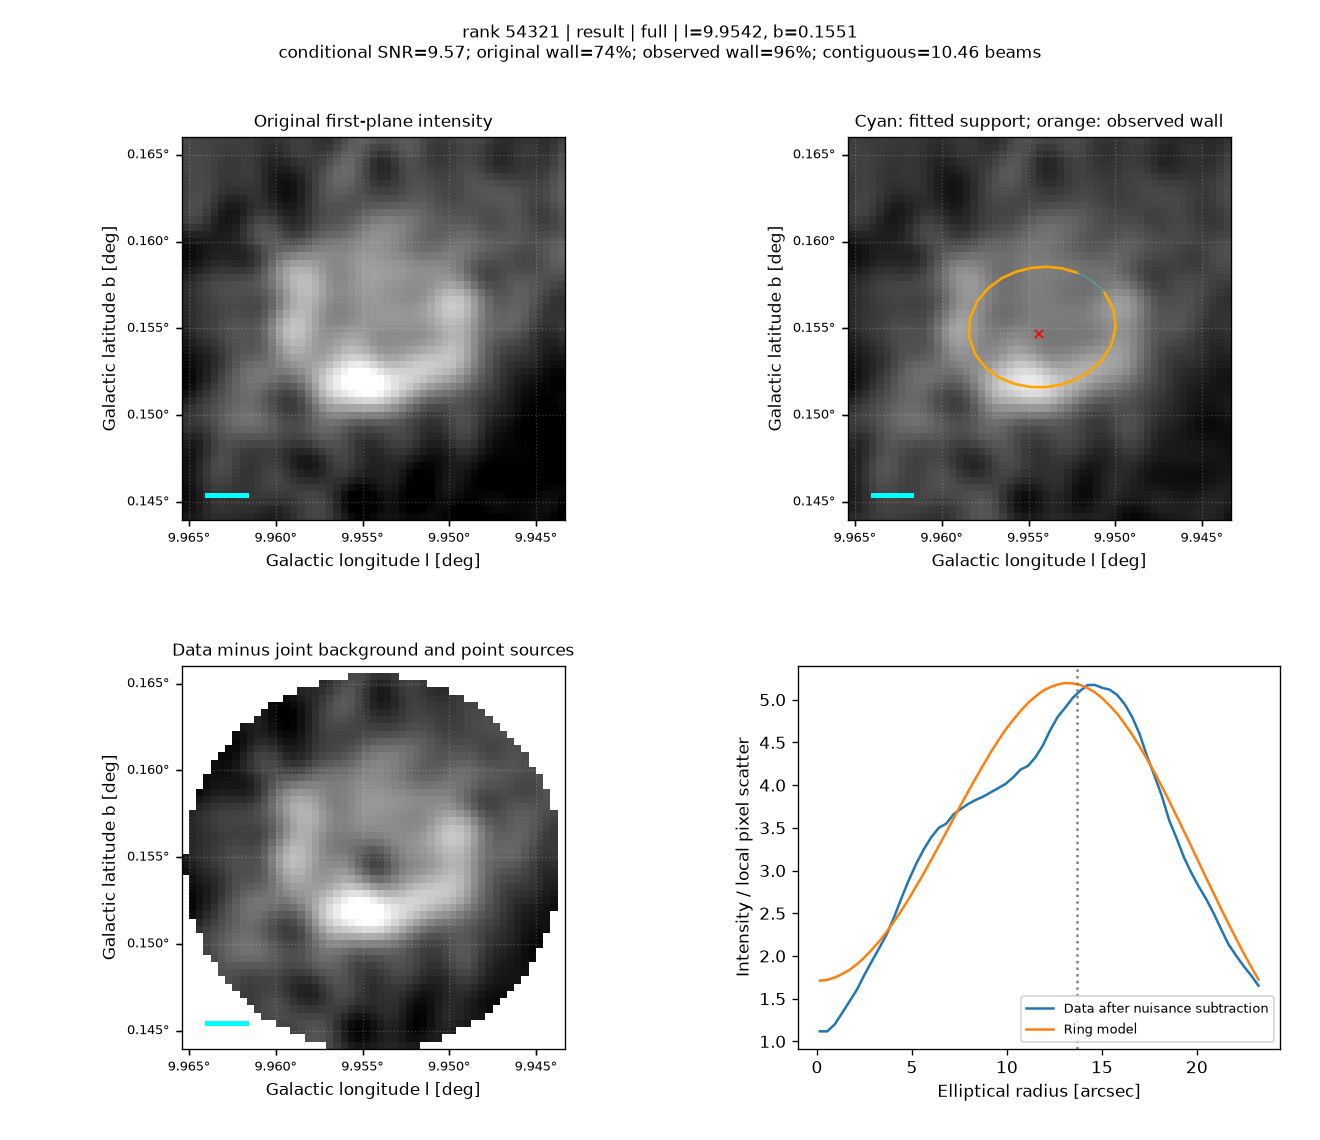 rank 54321 | result | full | l=9.9542, b=0.1551
conditional SNR=9.57; original wall=74%; observed wall=96%; contiguous=10.46 beams
Original first-plane intensity
0.165°
0.160°
0.155°
0.150°
0.145°
Galactic latitude b [deg]
9.965°
9.960°
9.955°
9.950°
9.945°
Galactic longitude l [deg]
Cyan: fitted support; orange: observed wall
0.165°
0.160°
0.155°
0.150°
0.145°
Galactic latitude b [deg]
9.965°
9.960°
9.955°
9.950°
9.945°
Galactic longitude l [deg]
Data minus joint background and point sources
0.165°
0.160°
0.155°
0.150°
0.145°
Galactic latitude b [deg]
9.965°
9.960°
9.955°
9.950°
9.945°
Galactic longitude l [deg]
5.0
4.5
4.0
3.5
3.0
2.5
2.0
1.5
1.0
Intensity / local pixel scatter
Data after nuisance subtraction
Ring model
0
5
10
15
20
Elliptical radius [arcsec]